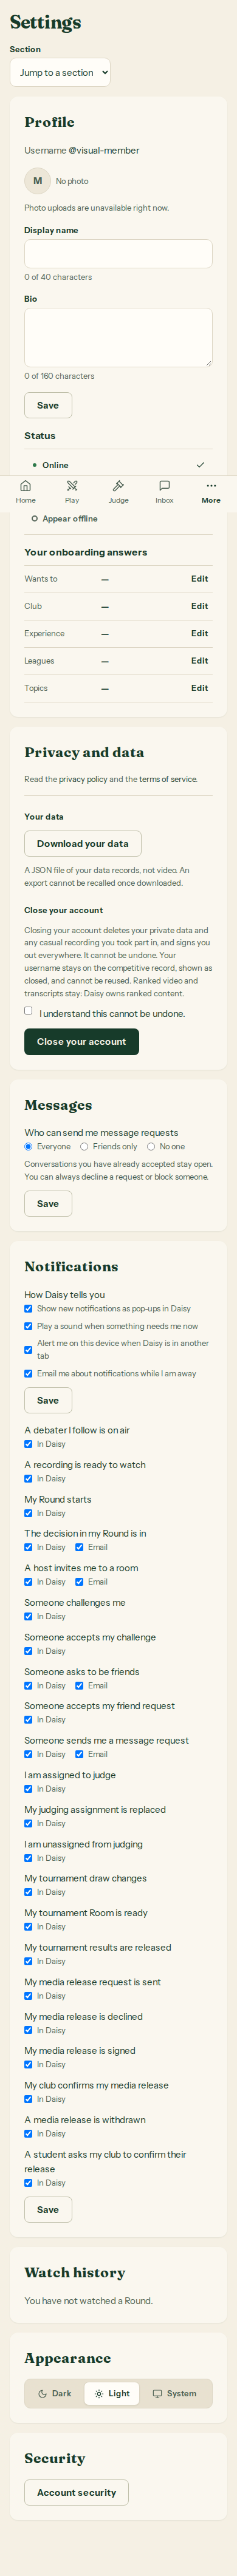 Settings
Section
Jump to a section
Profile
Username @visual-member
M No photo
Photo uploads are unavailable right now.
Display name
0 of 40 characters
Bio
0 of 160 characters
Save
Status
Online
Home Play Judge Inbox More
Appear offline
Your onboarding answers
Wants to — Edit
Club — Edit
Experience — Edit
Leagues — Edit
Topics — Edit
Privacy and data
Read the privacy policy and the terms of service.
Your data
Download your data
A JSON file of your data records, not video. An
export cannot be recalled once downloaded.
Close your account
Closing your account deletes your private data and
any casual recording you took part in, and signs you
out everywhere. It cannot be undone. Your
username stays on the competitive record, shown as
closed, and cannot be reused. Ranked video and
transcripts stay: Daisy owns ranked content.
I understand this cannot be undone.
Close your account
Messages
Who can send me message requests
Everyone Friends only No one
Conversations you have already accepted stay open.
You can always decline a request or block someone.
Save
Notifications
How Daisy tells you
Show new notifications as pop-ups in Daisy
Play a sound when something needs me now
Alert me on this device when Daisy is in another
tab
Email me about notifications while I am away
Save
A debater I follow is on air
In Daisy
A recording is ready to watch
In Daisy
My Round starts
In Daisy
The decision in my Round is in
In Daisy Email
A host invites me to a room
In Daisy Email
Someone challenges me
In Daisy
Someone accepts my challenge
In Daisy
Someone asks to be friends
In Daisy Email
Someone accepts my friend request
In Daisy
Someone sends me a message request
In Daisy Email
I am assigned to judge
In Daisy
My judging assignment is replaced
In Daisy
I am unassigned from judging
In Daisy
My tournament draw changes
In Daisy
My tournament Room is ready
In Daisy
My tournament results are released
In Daisy
My media release request is sent
In Daisy
My media release is declined
In Daisy
My media release is signed
In Daisy
My club confirms my media release
In Daisy
A media release is withdrawn
In Daisy
A student asks my club to confirm their
release
In Daisy
Save
Watch history
You have not watched a Round.
Appearance
Dark Light System
Security
Account security